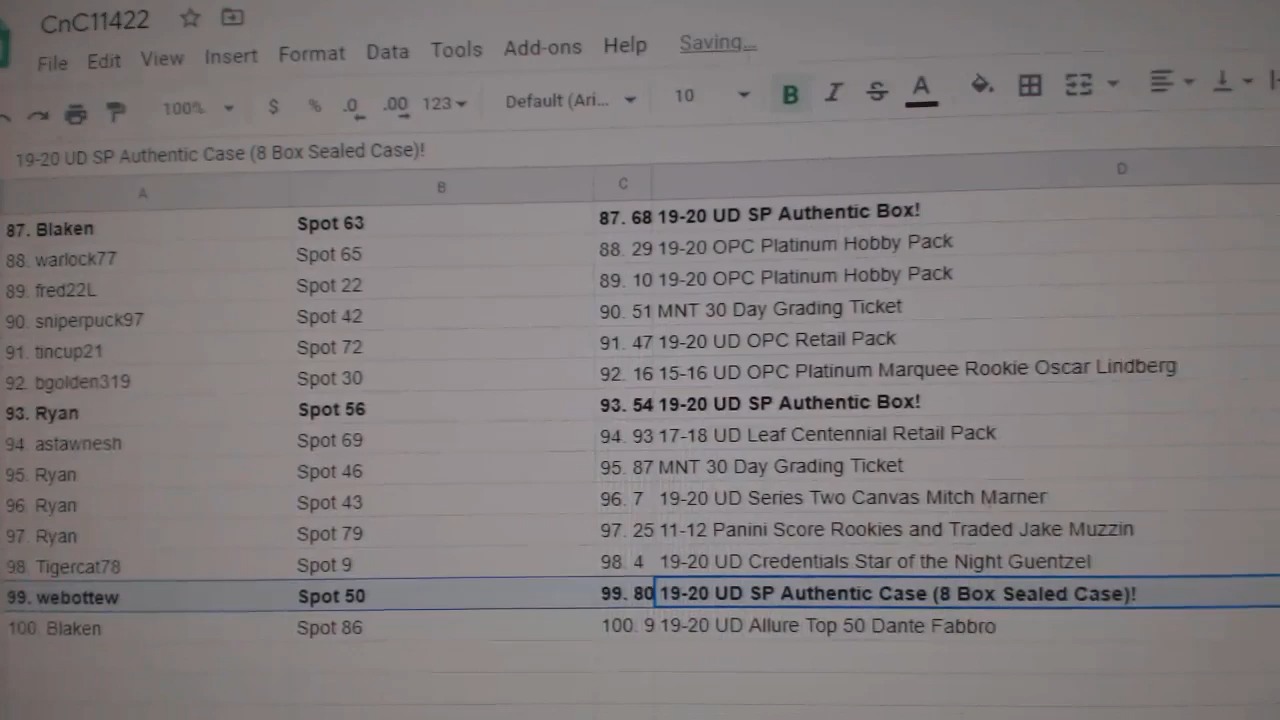 CnC11422
File Edit View Insert Format Data Tools Add-ons Help Saving...
100% $ % .0 .00 123 Default (Ari... 10 B I S A
19-20 UD SP Authentic Case (8 Box Sealed Case)!
A B C D
87. Blaken Spot 63 87. 68 19-20 UD SP Authentic Box!
88. warlock77 Spot 65 88. 29 19-20 OPC Platinum Hobby Pack
89. fred22L Spot 22 89. 10 19-20 OPC Platinum Hobby Pack
90. sniperpuck97 Spot 42 90. 51 MNT 30 Day Grading Ticket
91. tincup21 Spot 72 91. 47 19-20 UD OPC Retail Pack
92. bgolden319 Spot 30 92. 16 15-16 UD OPC Platinum Marquee Rookie Oscar Lindberg
93. Ryan Spot 56 93. 54 19-20 UD SP Authentic Box!
94. astawnesh Spot 69 94. 93 17-18 UD Leaf Centennial Retail Pack
95. Ryan Spot 46 95. 87 MNT 30 Day Grading Ticket
96. Ryan Spot 43 96. 7 19-20 UD Series Two Canvas Mitch Marner
97. Ryan Spot 79 97. 25 11-12 Panini Score Rookies and Traded Jake Muzzin
98. Tigercat78 Spot 9 98. 4 19-20 UD Credentials Star of the Night Guentzel
99. webottew Spot 50 99. 80 19-20 UD SP Authentic Case (8 Box Sealed Case)!
100. Blaken Spot 86 100. 9 19-20 UD Allure Top 50 Dante Fabbro